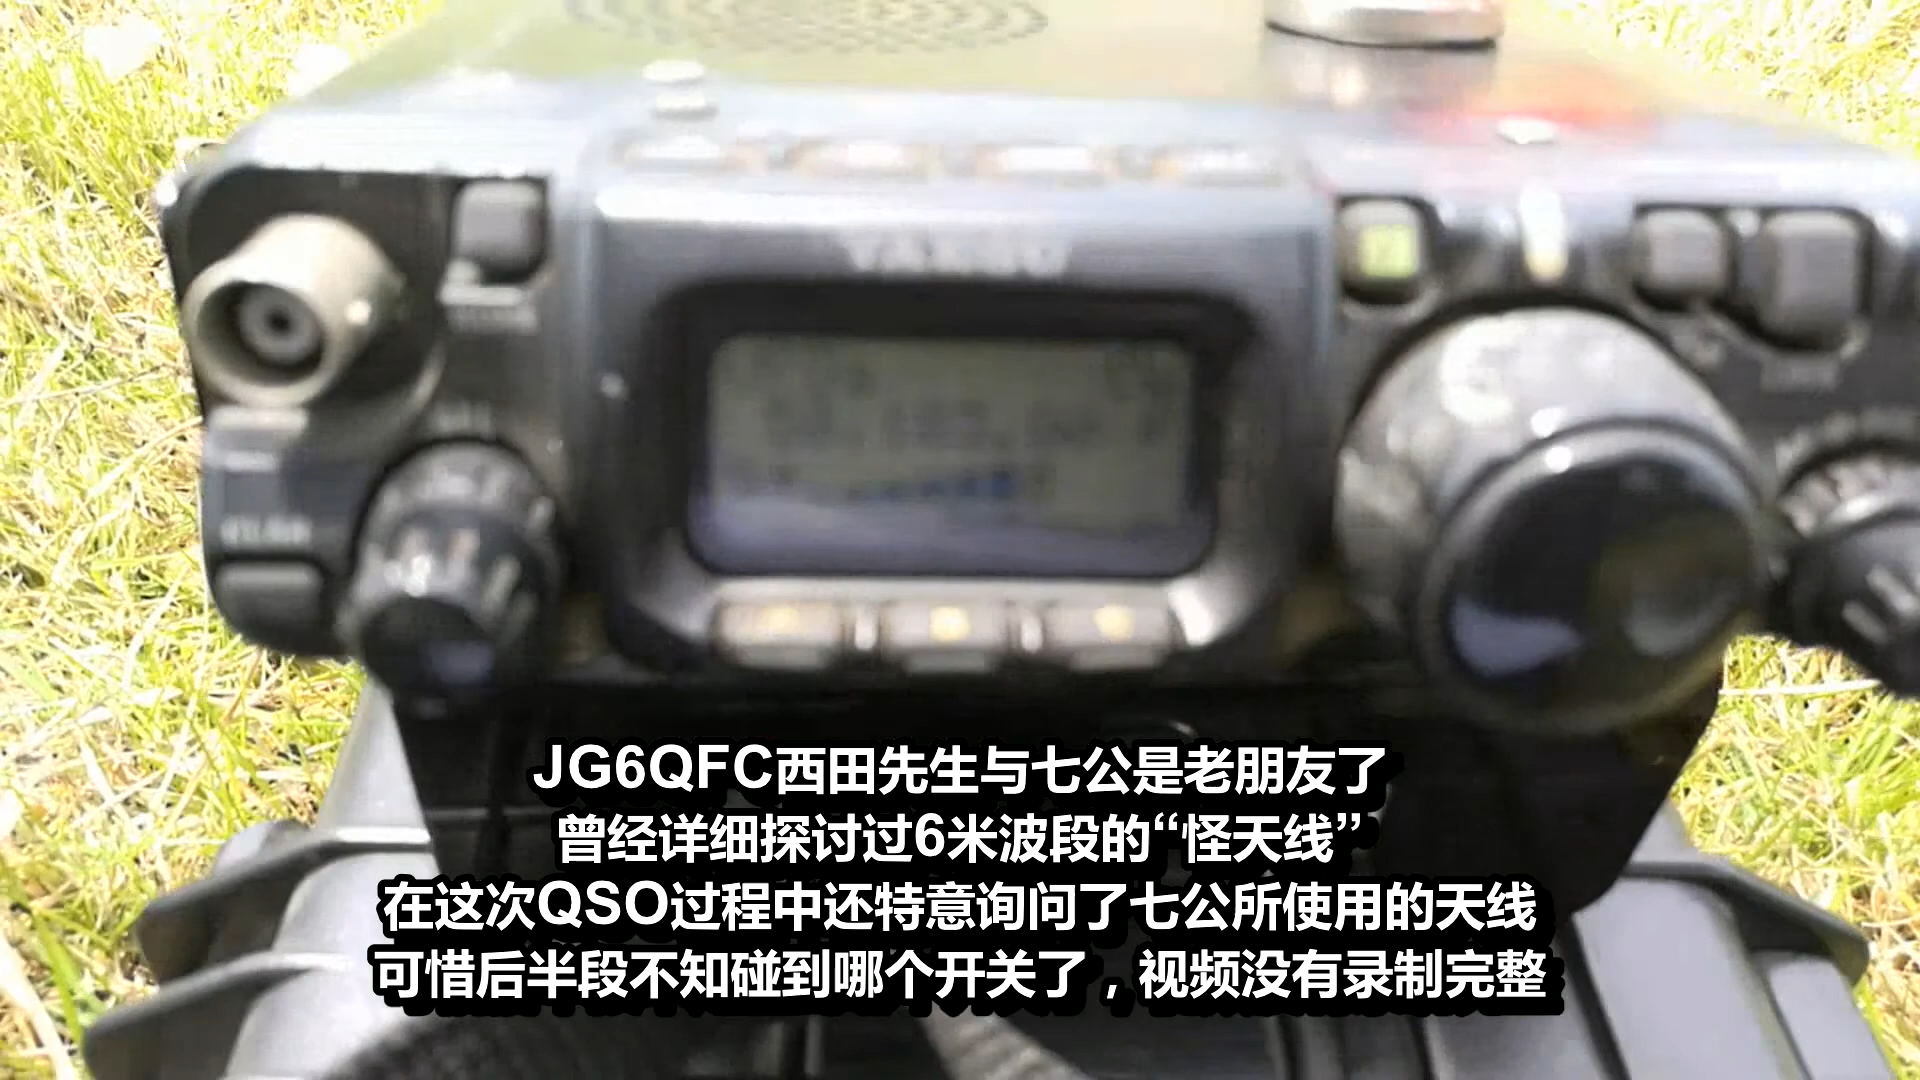 YAESU
JG6QFC西田先生与七公是老朋友了
曾经详细探讨过6米波段的“怪天线”
在这次QSO过程中还特意询问了七公所使用的天线
可惜后半段不知碰到哪个开关了，视频没有录制完整